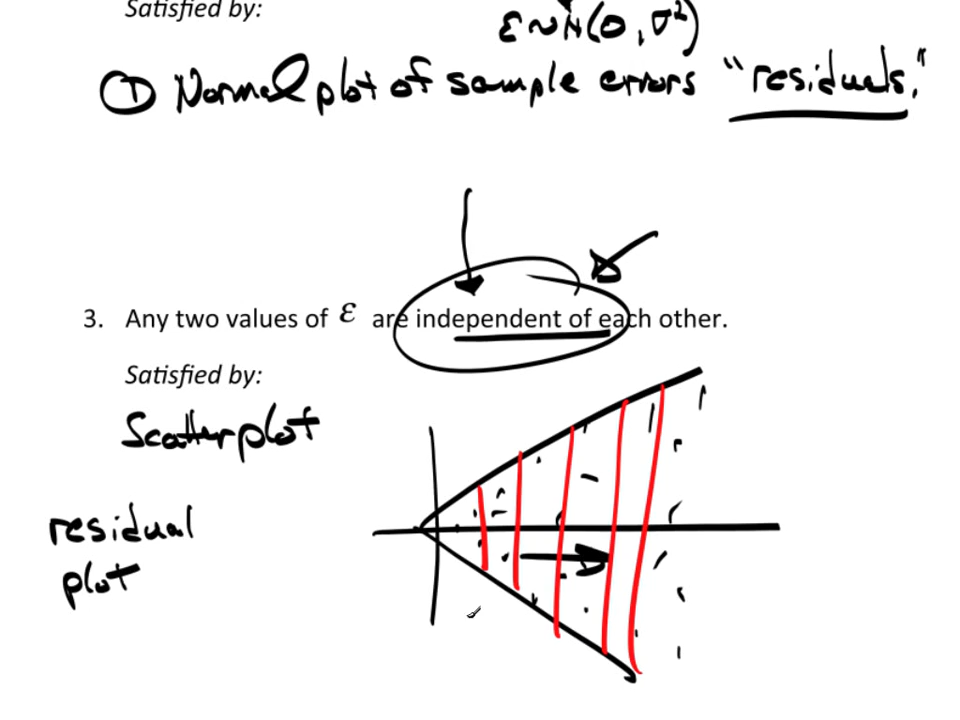 Satisfied by:
ε ~ N(0, σ²)
① Normal plot of sample errors "residuals."
3. Any two values of ε are independent of each other.
Satisfied by:
Scatterplot
residual
plot